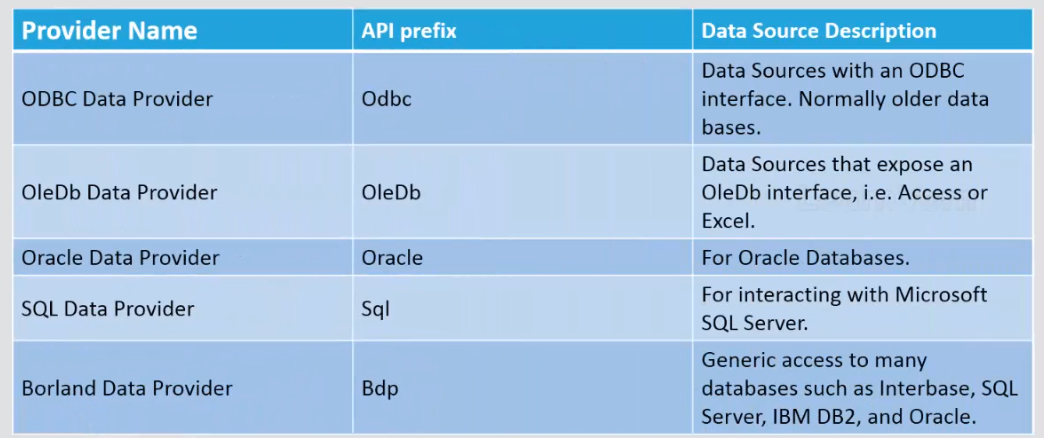 Provider Name
API prefix
Data Source Description
ODBC Data Provider
Odbc
Data Sources with an ODBC
interface. Normally older data
bases.
OleDb Data Provider
OleDb
Data Sources that expose an
OleDb interface, i.e. Access or
Excel.
Oracle Data Provider
Oracle
For Oracle Databases.
SQL Data Provider
Sql
For interacting with Microsoft
SQL Server.
Borland Data Provider
Bdp
Generic access to many
databases such as Interbase, SQL
Server, IBM DB2, and Oracle.